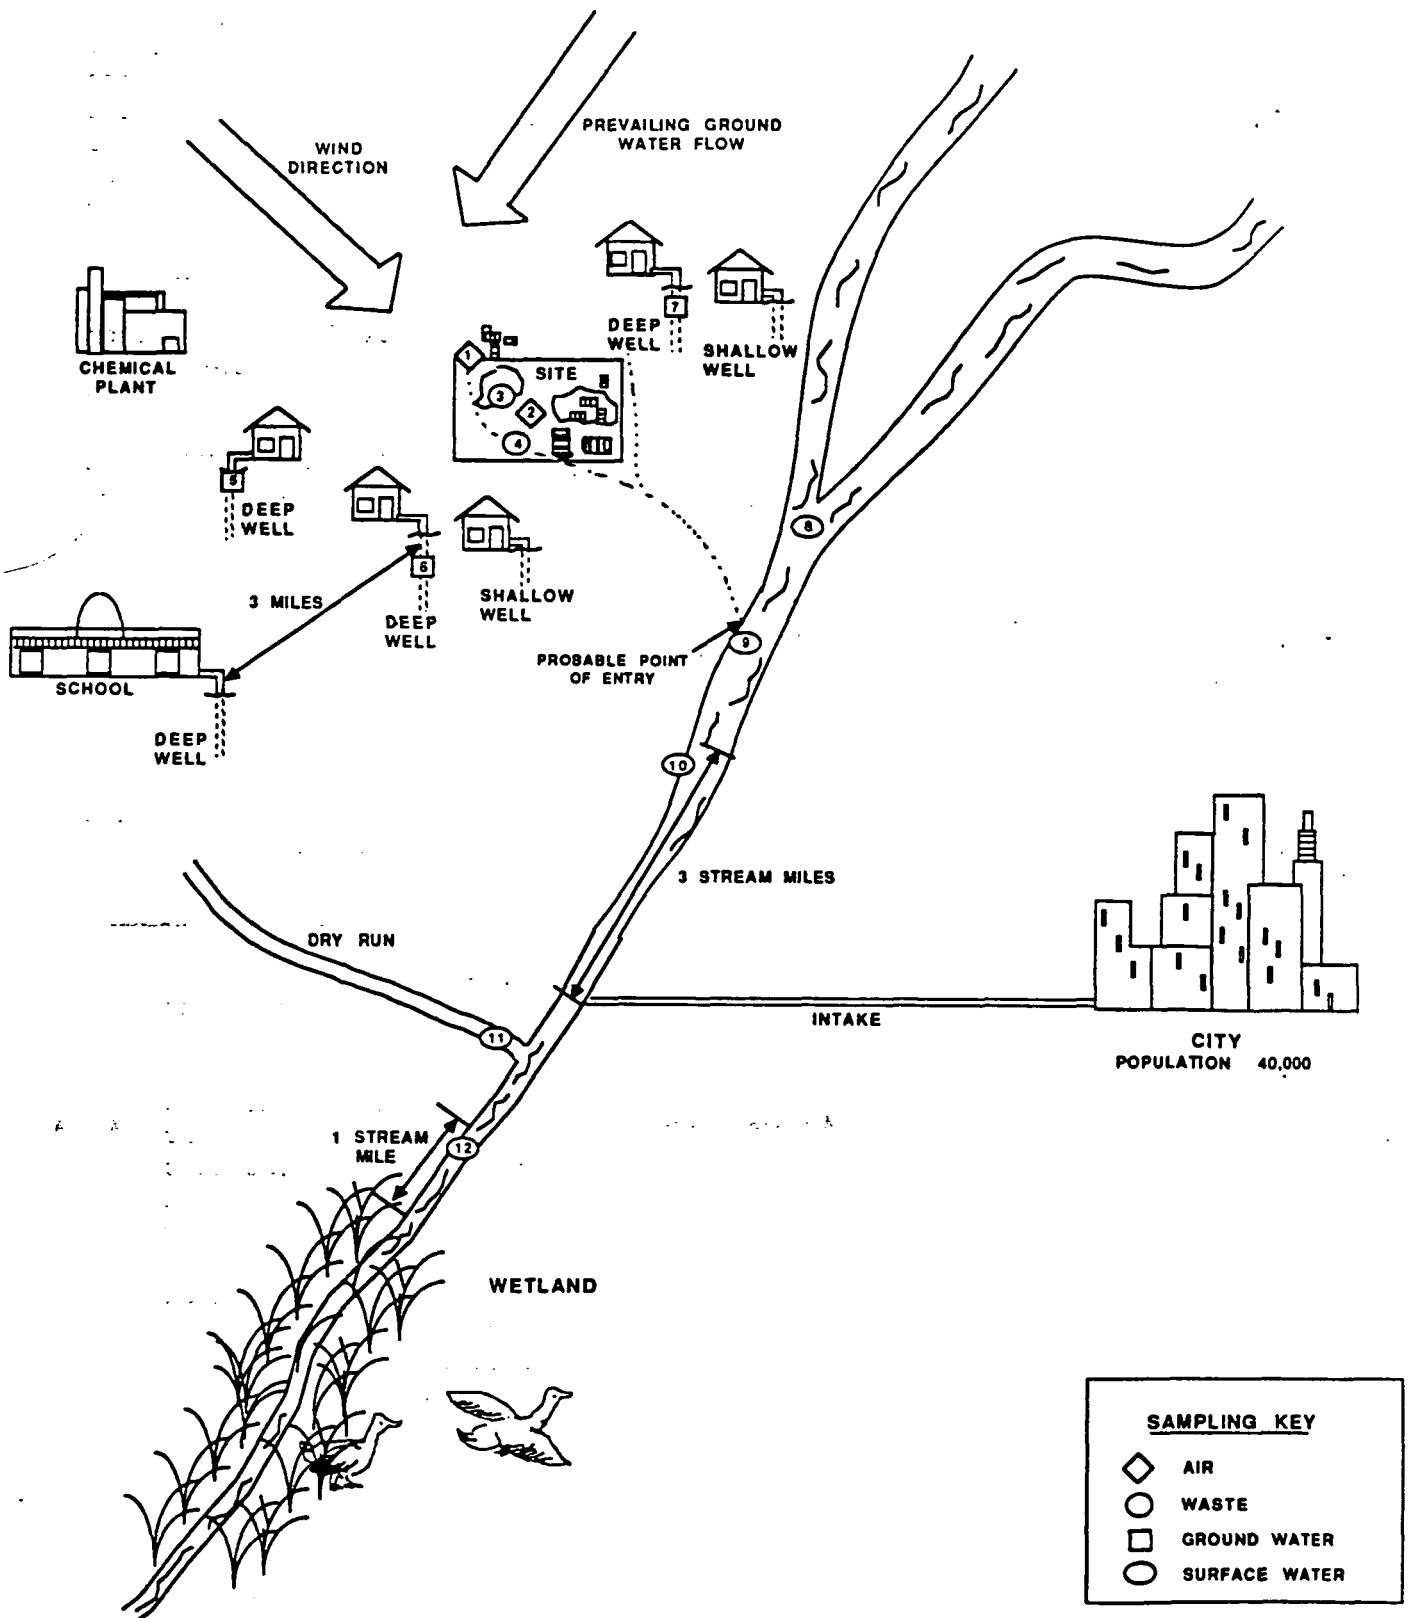 PREVAILING GROUND
WATER FLOW
WIND
DIRECTION
7
DEEP
WELL
SHALLOW
WELL
CHEMICAL
PLANT
1
SITE
3
2
4
5
DEEP
WELL
8
6
3 MILES
SHALLOW
WELL
DEEP
WELL
9
PROBABLE POINT
OF ENTRY
SCHOOL
DEEP
WELL
10
3 STREAM MILES
DRY RUN
INTAKE
11
CITY
POPULATION 40,000
1 STREAM
MILE
12
WETLAND
SAMPLING KEY
AIR
WASTE
GROUND WATER
SURFACE WATER